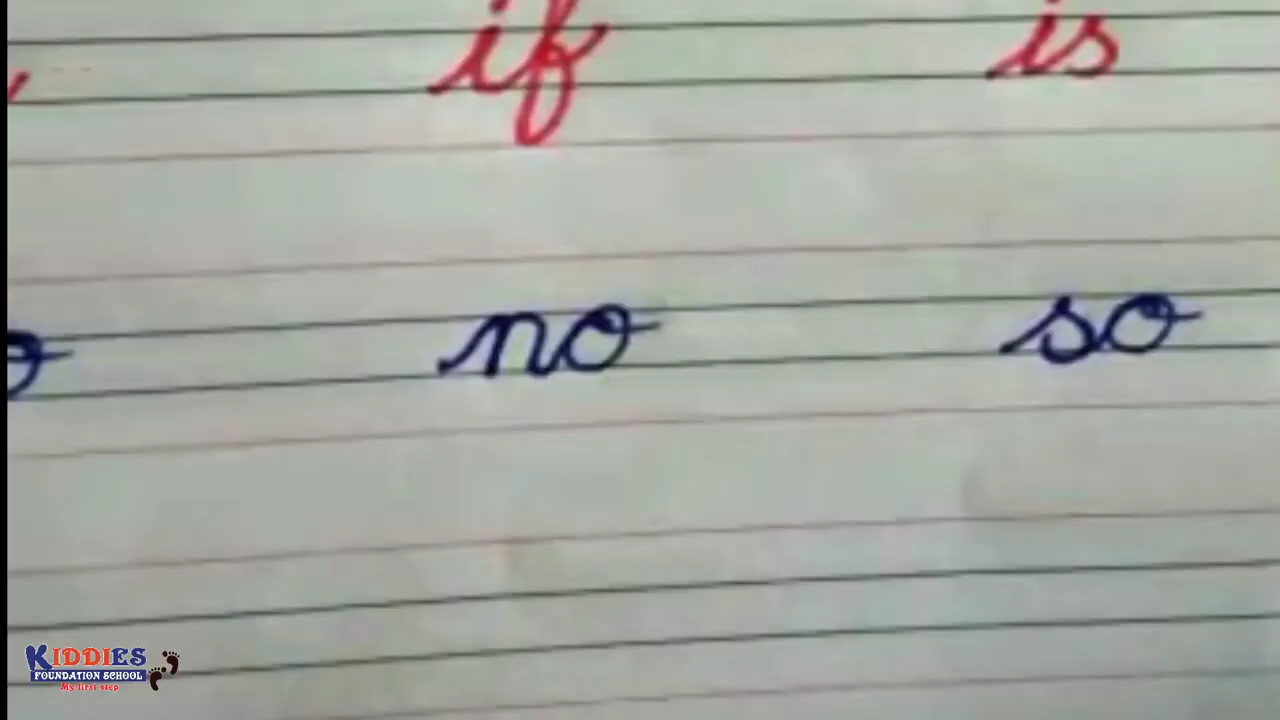 if is
no so
KIDDIES
FOUNDATION SCHOOL
My first step